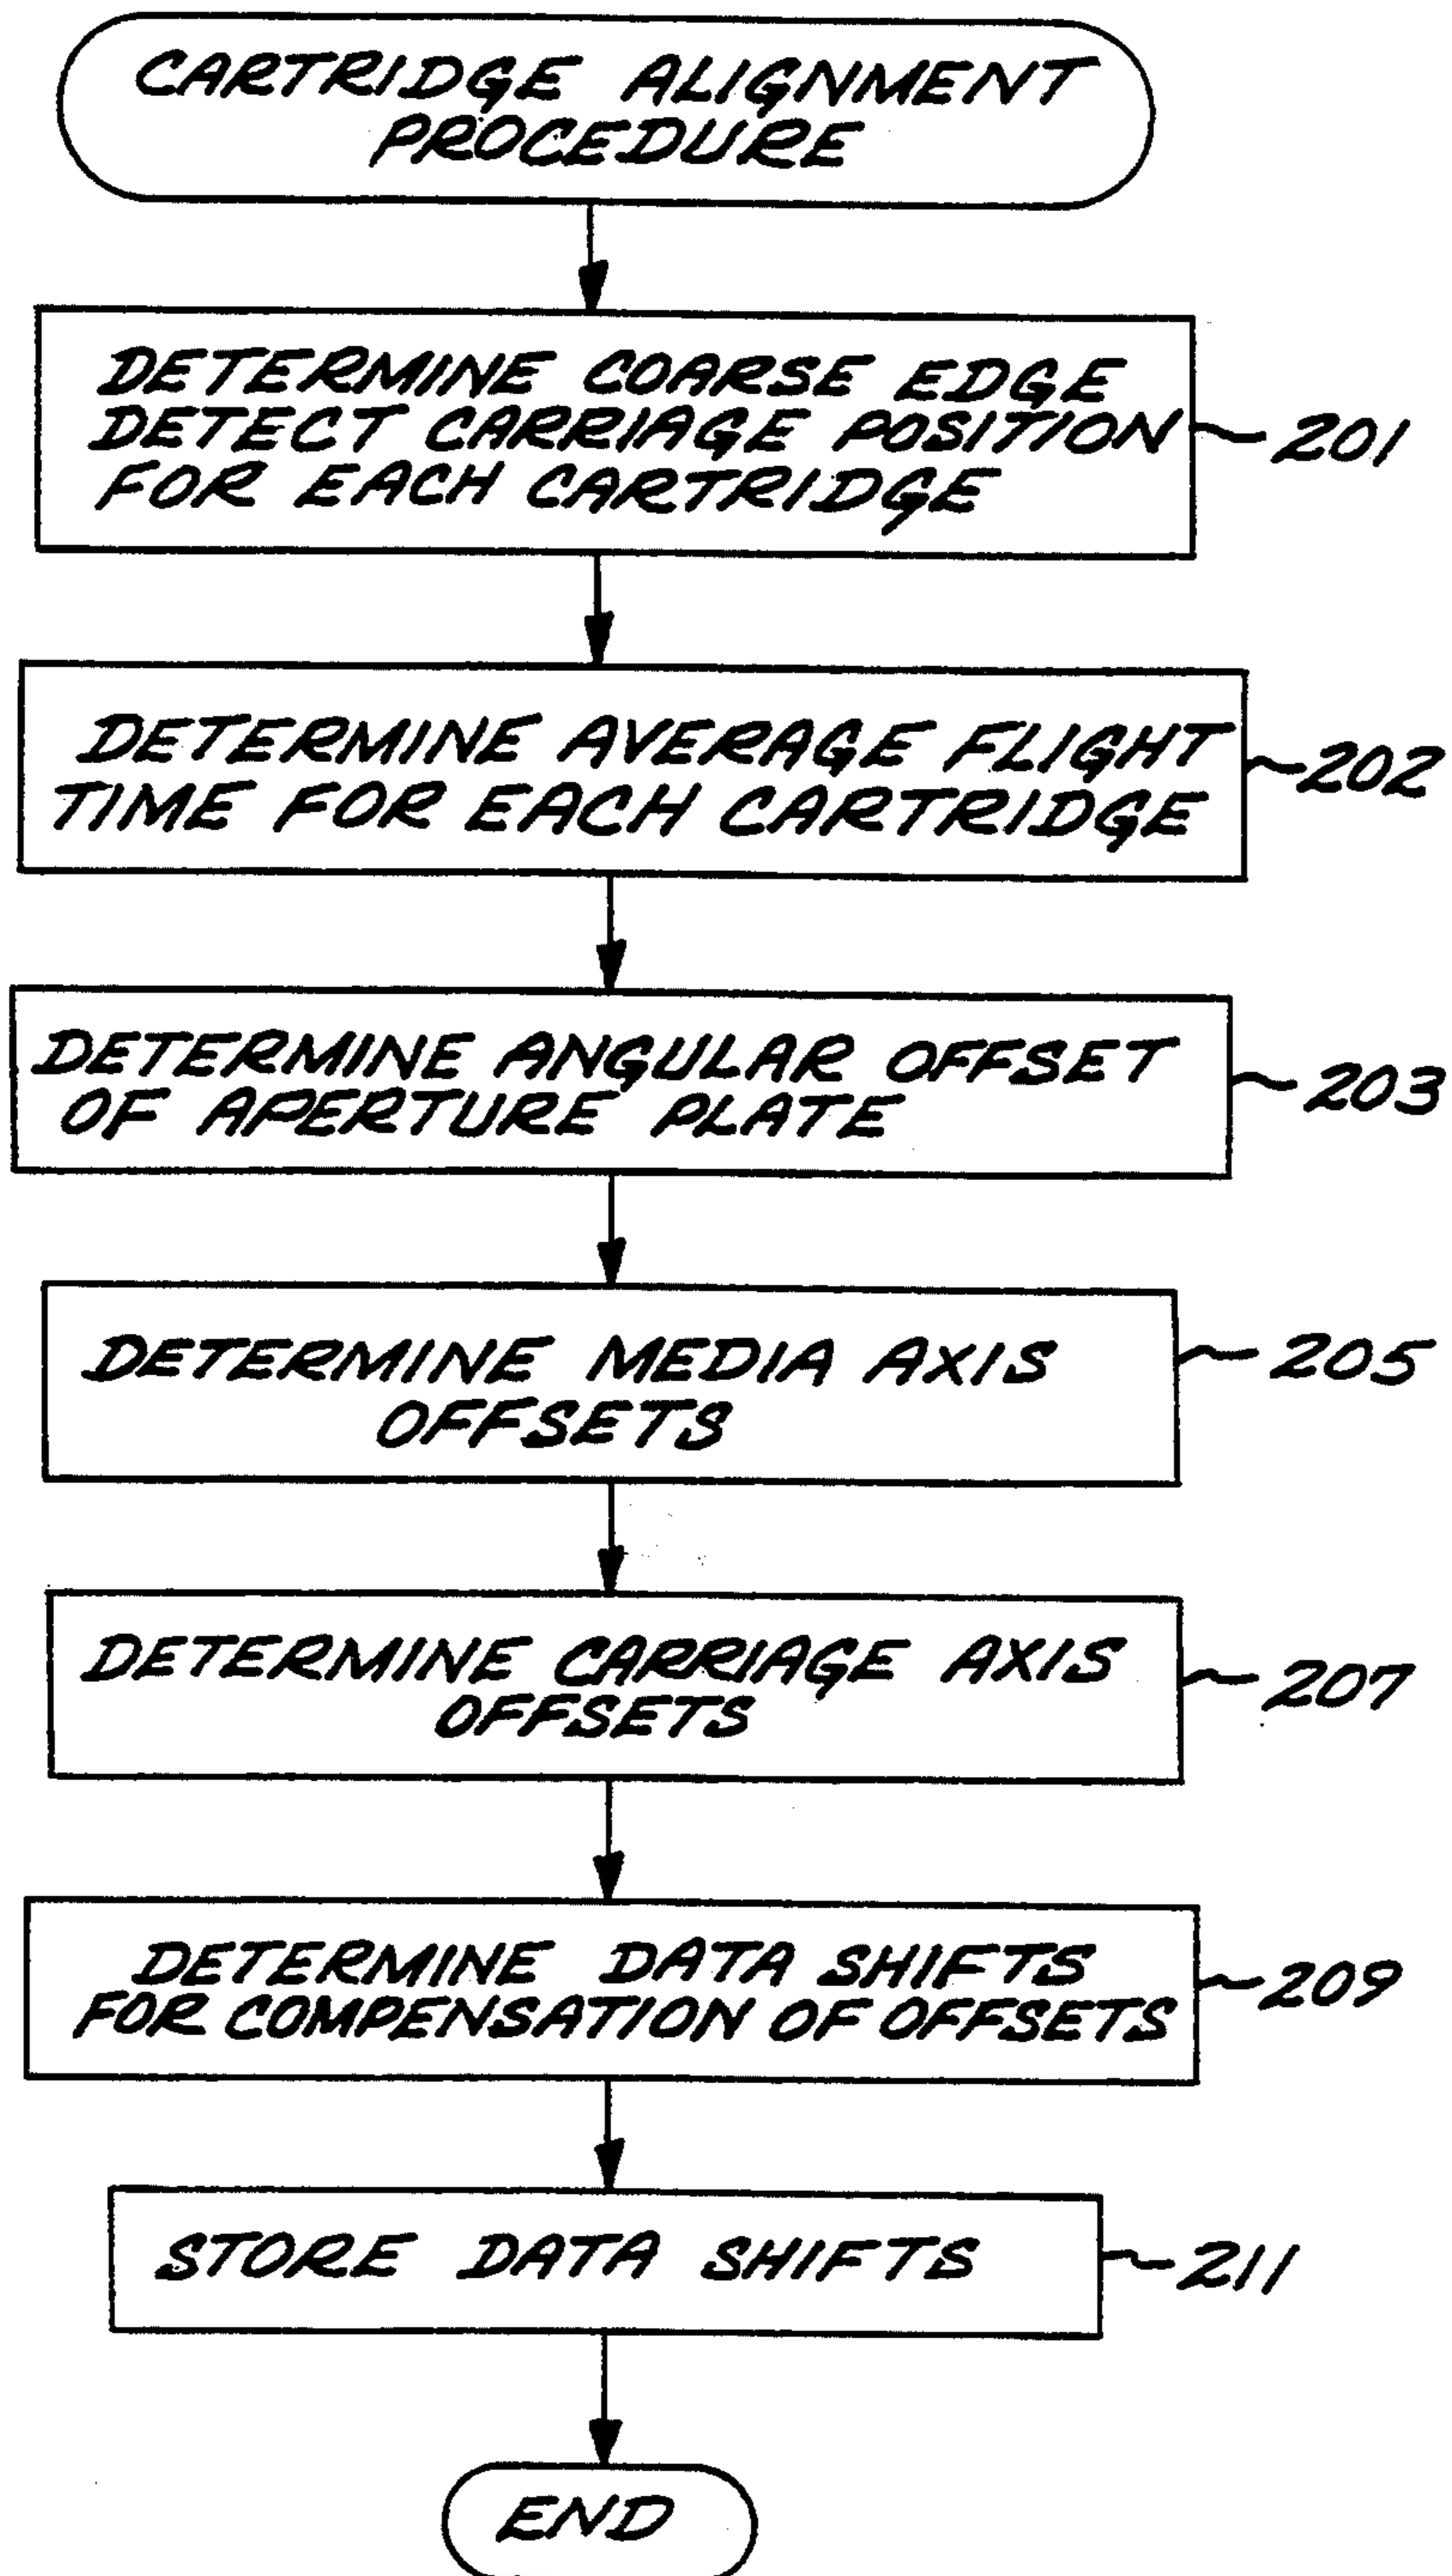 CARTRIDGE ALIGNMENT
PROCEDURE
DETERMINE COARSE EDGE
DETECT CARRIAGE POSITION
FOR EACH CARTRIDGE
201
DETERMINE AVERAGE FLIGHT
TIME FOR EACH CARTRIDGE
202
DETERMINE ANGULAR OFFSET
OF APERTURE PLATE
203
DETERMINE MEDIA AXIS
OFFSETS
205
DETERMINE CARRIAGE AXIS
OFFSETS
207
DETERMINE DATA SHIFTS
FOR COMPENSATION OF OFFSETS
209
STORE DATA SHIFTS
211
END